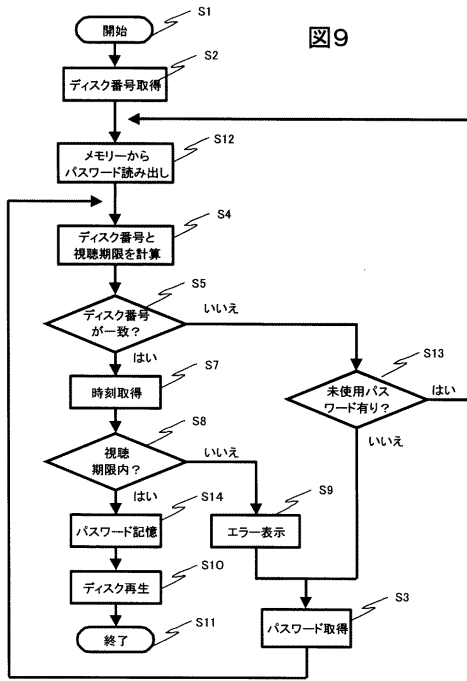 図9
S1
開始
S2
ディスク番号取得
S12
メモリーから
パスワード読み出し
S4
ディスク番号と
視聴期限を計算
S5
ディスク番号
が一致？
いいえ
はい
S13
未使用パス
ワード有り？
はい
いいえ
S7
時刻取得
S8
視聴
期限内？
いいえ
はい
S9
エラー表示
S14
パスワード記憶
S10
ディスク再生
S3
パスワード取得
S11
終了